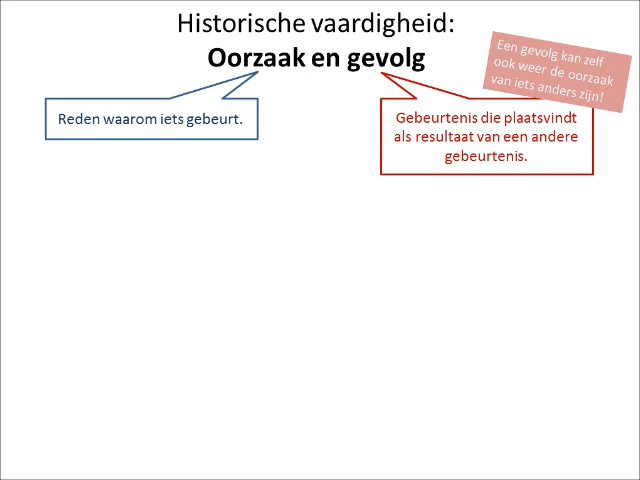 Historische vaardigheid:
Oorzaak en gevolg
Een gevolg kan zelf
ook weer de oorzaak
van iets anders zijn!
Reden waarom iets gebeurt.
Gebeurtenis die plaatsvindt
als resultaat van een andere
gebeurtenis.